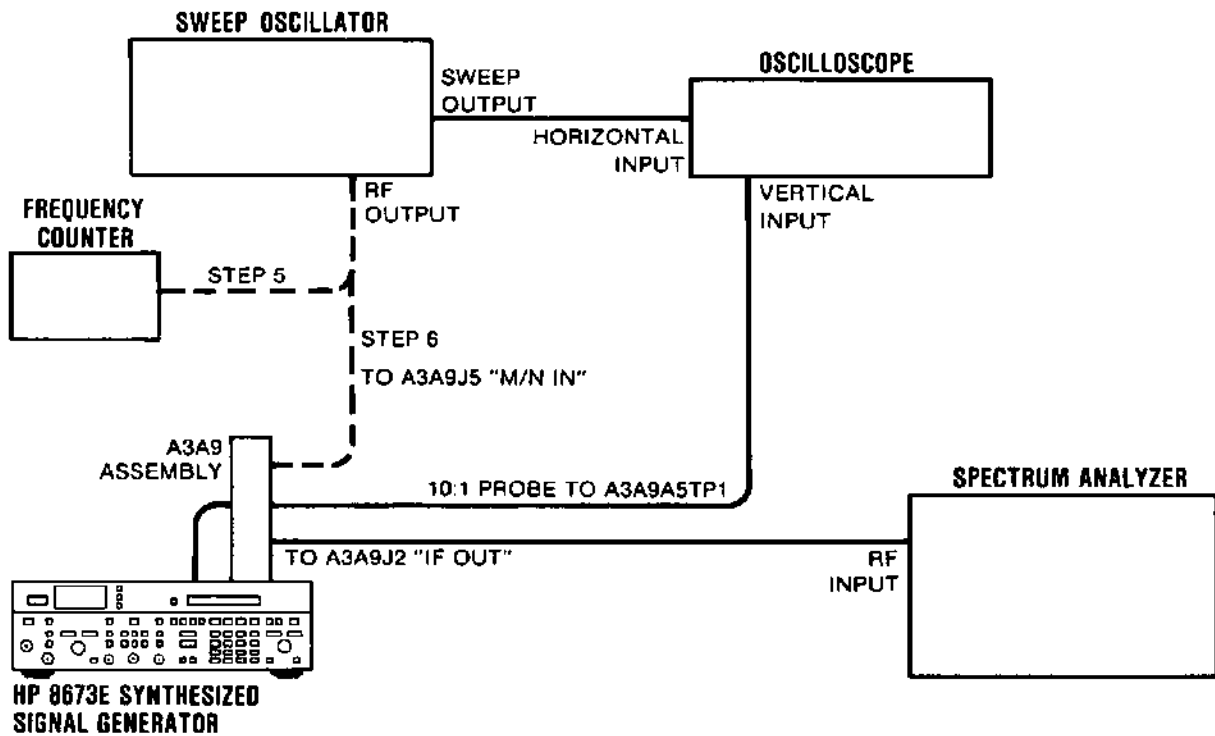 SWEEP OSCILLATOR
SWEEP
OUTPUT
OSCILLOSCOPE
HORIZONTAL
INPUT
RF
OUTPUT
VERTICAL
INPUT
FREQUENCY
COUNTER
STEP 5
STEP 6
TO A3A9J5 "M/N IN"
A3A9
ASSEMBLY
10:1 PROBE TO A3A9A5TP1
SPECTRUM ANALYZER
TO A3A9J2 "IF OUT"
RF
INPUT
HP 8673E SYNTHESIZED
SIGNAL GENERATOR